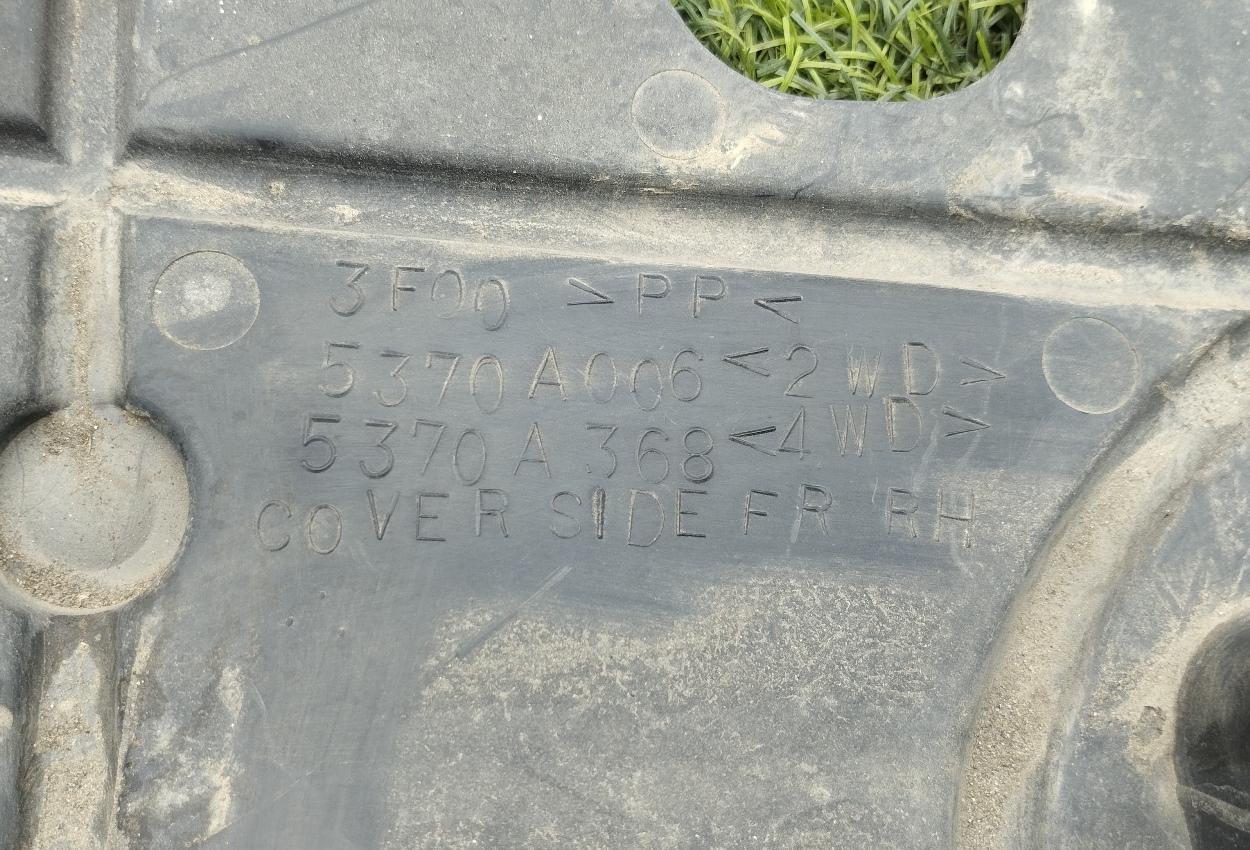 3F00 >PP<
5370A006<2WD>
5370A368<4WD>
COVER SIDE FR RH